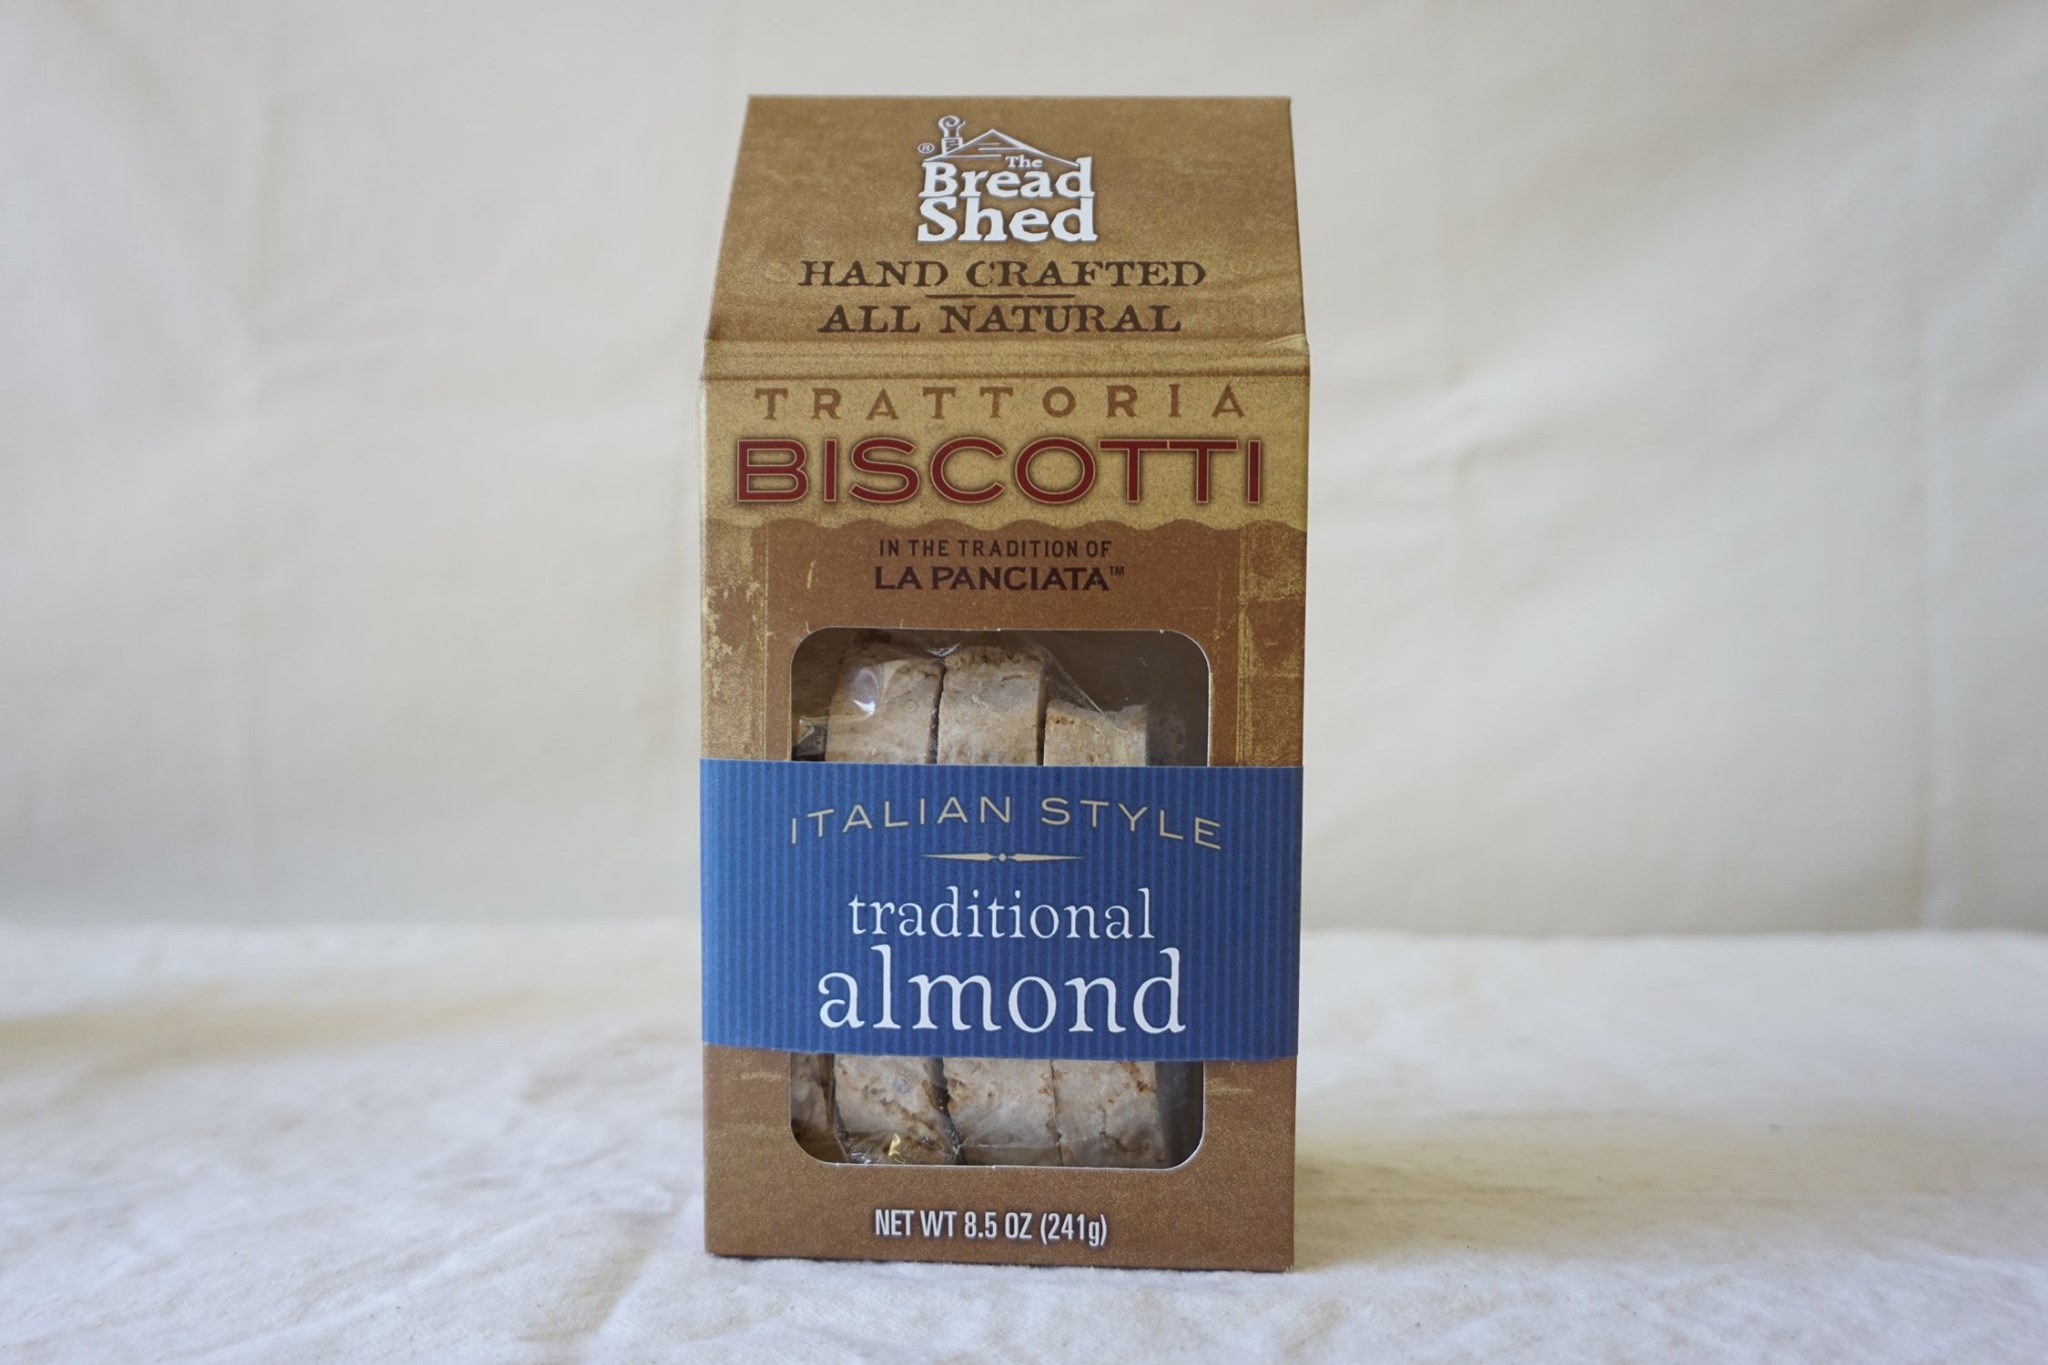 ®
The
Bread
Shed
HAND CRAFTED
ALL NATURAL
TRATTORIA
BISCOTTI
IN THE TRADITION OF
LA PANCIATA™
ITALIAN STYLE
traditional
almond
NET WT 8.5 OZ (241g)